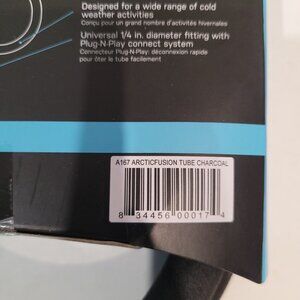 Designed for a wide range of cold
weather activities
Conçu pour un grand nombre d'activités hivernales
Universal 1/4 in. diameter fitting with
Plug-N-Play connect system
Connecteur Plug-N-Play: déconnexion rapide
pour ôter le tube facilement
A167 ARCTICFUSION TUBE CHARCOAL
8 34456 00017 4